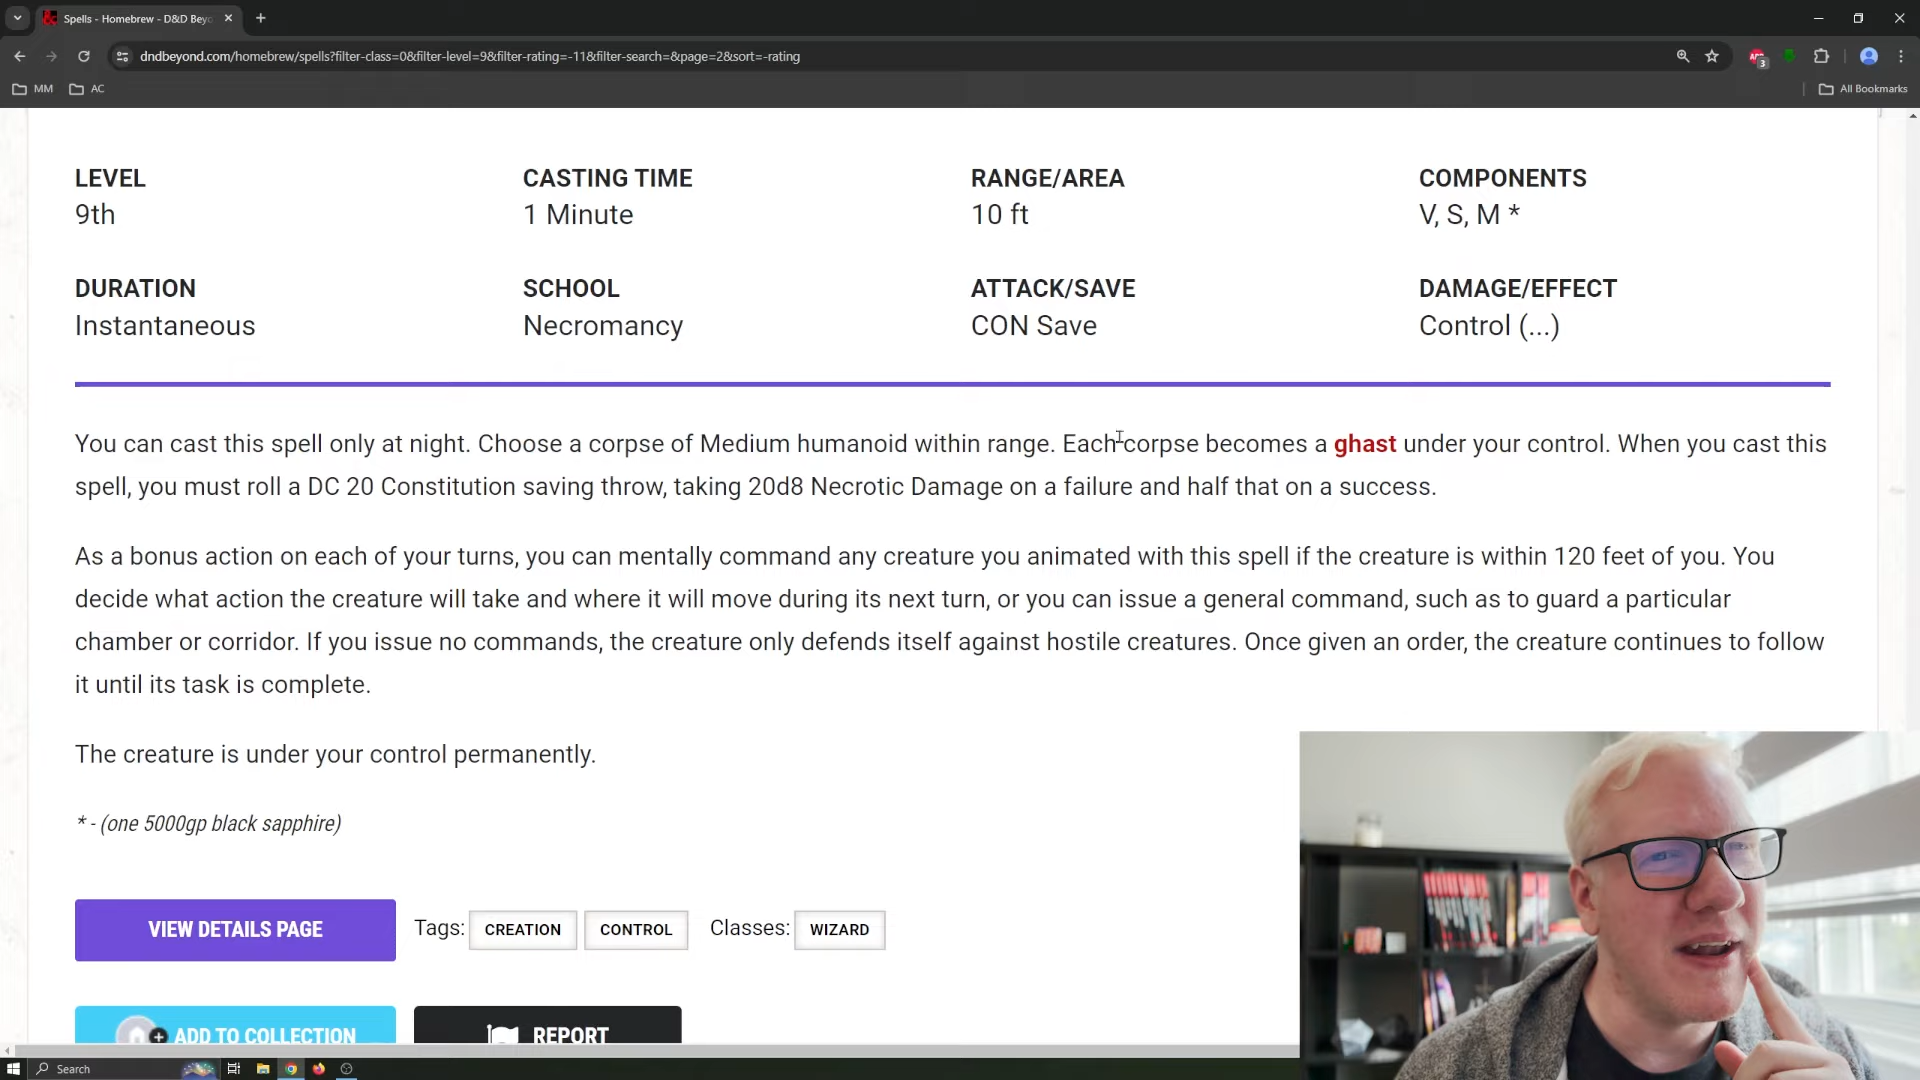 Spells - Homebrew - D&D Bey
dndbeyond.com/homebrew/spells?filter-class=0&filter-level=9&filter-rating=-11&filter-search=&page=2&sort=-rating
3
MM AC All Bookmarks
LEVEL CASTING TIME RANGE/AREA COMPONENTS
9th 1 Minute 10 ft V, S, M *
DURATION SCHOOL ATTACK/SAVE DAMAGE/EFFECT
Instantaneous Necromancy CON Save Control (...)
You can cast this spell only at night. Choose a corpse of Medium humanoid within range. Each corpse becomes a ghast under your control. When you cast this
spell, you must roll a DC 20 Constitution saving throw, taking 20d8 Necrotic Damage on a failure and half that on a success.
As a bonus action on each of your turns, you can mentally command any creature you animated with this spell if the creature is within 120 feet of you. You
decide what action the creature will take and where it will move during its next turn, or you can issue a general command, such as to guard a particular
chamber or corridor. If you issue no commands, the creature only defends itself against hostile creatures. Once given an order, the creature continues to follow
it until its task is complete.
The creature is under your control permanently.
* - (one 5000gp black sapphire)
VIEW DETAILS PAGE Tags: CREATION CONTROL Classes: WIZARD
ADD TO COLLECTION REPORT
Search